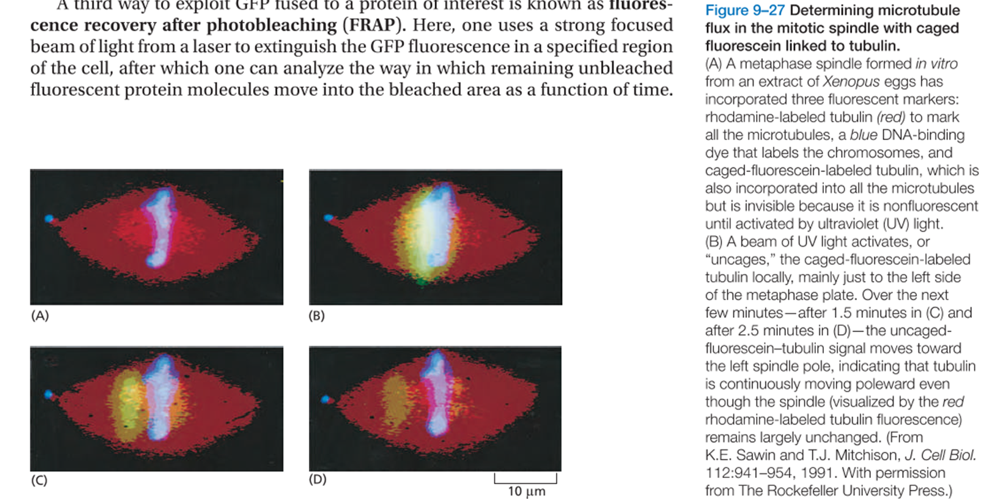 A third way to exploit GFP fused to a protein of interest is known as fluores-
cence recovery after photobleaching (FRAP). Here, one uses a strong focused
beam of light from a laser to extinguish the GFP fluorescence in a specified region
of the cell, after which one can analyze the way in which remaining unbleached
fluorescent protein molecules move into the bleached area as a function of time.
(A)
(B)
(C)
(D)
10 µm
Figure 9–27 Determining microtubule
flux in the mitotic spindle with caged
fluorescein linked to tubulin.
(A) A metaphase spindle formed in vitro
from an extract of Xenopus eggs has
incorporated three fluorescent markers:
rhodamine-labeled tubulin (red) to mark
all the microtubules, a blue DNA-binding
dye that labels the chromosomes, and
caged-fluorescein-labeled tubulin, which is
also incorporated into all the microtubules
but is invisible because it is nonfluorescent
until activated by ultraviolet (UV) light.
(B) A beam of UV light activates, or
“uncages,” the caged-fluorescein-labeled
tubulin locally, mainly just to the left side
of the metaphase plate. Over the next
few minutes—after 1.5 minutes in (C) and
after 2.5 minutes in (D)—the uncaged-
fluorescein–tubulin signal moves toward
the left spindle pole, indicating that tubulin
is continuously moving poleward even
though the spindle (visualized by the red
rhodamine-labeled tubulin fluorescence)
remains largely unchanged. (From
K.E. Sawin and T.J. Mitchison, J. Cell Biol.
112:941–954, 1991. With permission
from The Rockefeller University Press.)